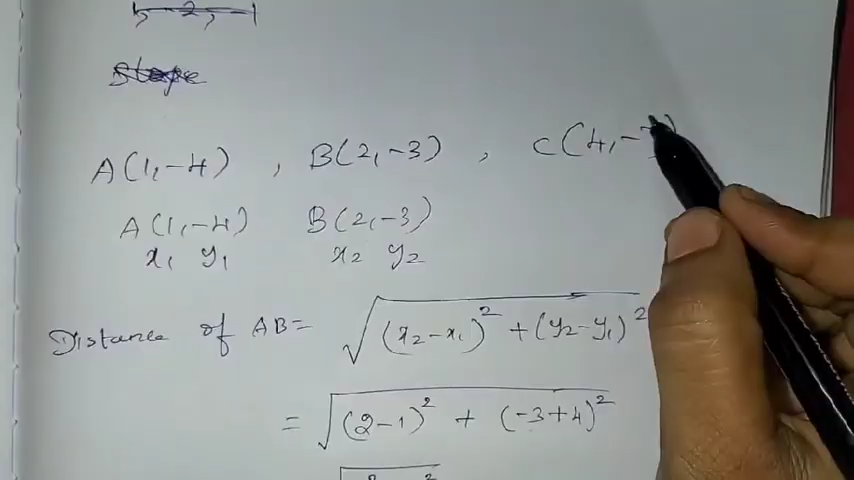 A(1,-4) , B(2,-3) , C(4,-
A(1,-4) B(2,-3)
x₁ y₁ x₂ y₂
Distance of AB = √(x₂-x₁)² + (y₂-y₁)²
= √(2-1)² + (-3+4)²